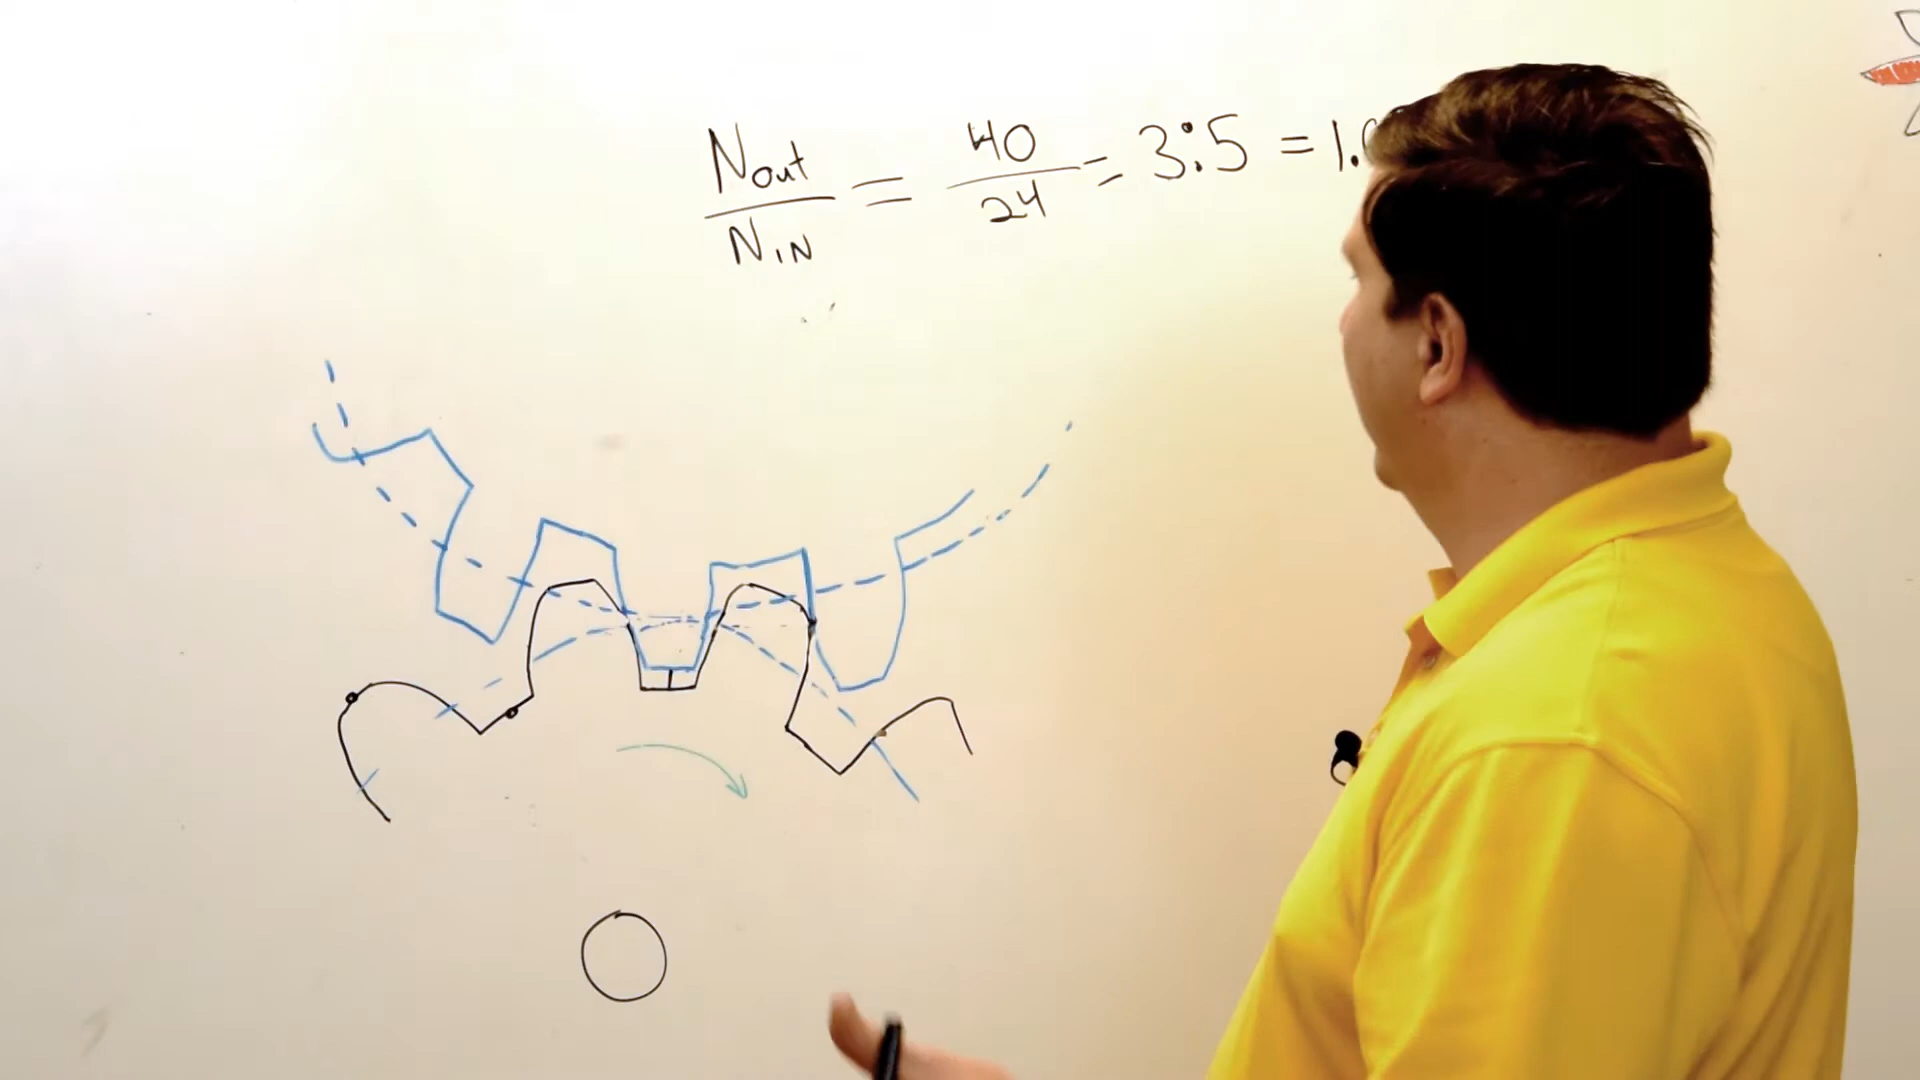 Nout / NIN = 40 / 24 = 3:5 = 1.